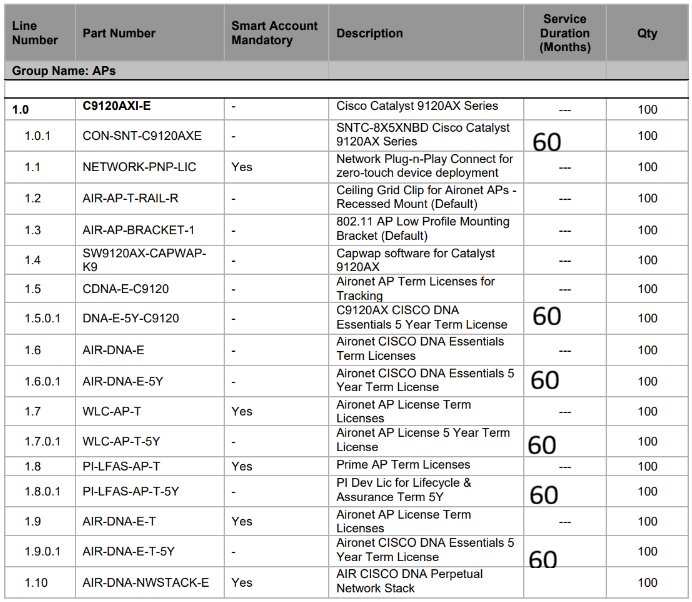 Line Number Part Number Smart Account Mandatory Description Service Duration (Months) Qty
Group Name: APs
1.0 C9120AXI-E - Cisco Catalyst 9120AX Series --- 100
1.0.1 CON-SNT-C9120AXE - SNTC-8X5XNBD Cisco Catalyst 9120AX Series 60 100
1.1 NETWORK-PNP-LIC Yes Network Plug-n-Play Connect for zero-touch device deployment --- 100
1.2 AIR-AP-T-RAIL-R - Ceiling Grid Clip for Aironet APs - Recessed Mount (Default) --- 100
1.3 AIR-AP-BRACKET-1 - 802.11 AP Low Profile Mounting Bracket (Default) --- 100
1.4 SW9120AX-CAPWAP-K9 - Capwap software for Catalyst 9120AX --- 100
1.5 CDNA-E-C9120 - Aironet AP Term Licenses for Tracking --- 100
1.5.0.1 DNA-E-5Y-C9120 - C9120AX CISCO DNA Essentials 5 Year Term License 60 100
1.6 AIR-DNA-E - Aironet CISCO DNA Essentials Term Licenses --- 100
1.6.0.1 AIR-DNA-E-5Y - Aironet CISCO DNA Essentials 5 Year Term License 60 100
1.7 WLC-AP-T Yes Aironet AP License Term Licenses --- 100
1.7.0.1 WLC-AP-T-5Y - Aironet AP License 5 Year Term License 60 100
1.8 PI-LFAS-AP-T Yes Prime AP Term Licenses --- 100
1.8.0.1 PI-LFAS-AP-T-5Y - PI Dev Lic for Lifecycle & Assurance Term 5Y 60 100
1.9 AIR-DNA-E-T Yes Aironet AP License Term Licenses --- 100
1.9.0.1 AIR-DNA-E-T-5Y - Aironet CISCO DNA Essentials 5 Year Term License 60 100
1.10 AIR-DNA-NWSTACK-E Yes AIR CISCO DNA Perpetual Network Stack 100